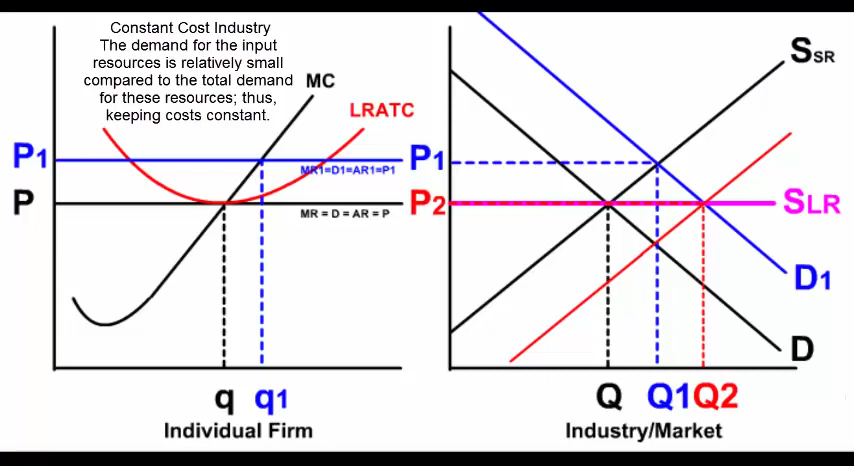 Constant Cost Industry
The demand for the input
resources is relatively small
compared to the total demand
for these resources; thus,
keeping costs constant.
MC
LRATC
P1
MR1=D1=AR1=P1
P
MR = D = AR = P
q q1
Individual Firm
SSR
P1
P2
SLR
D1
D
Q Q1 Q2
Industry/Market